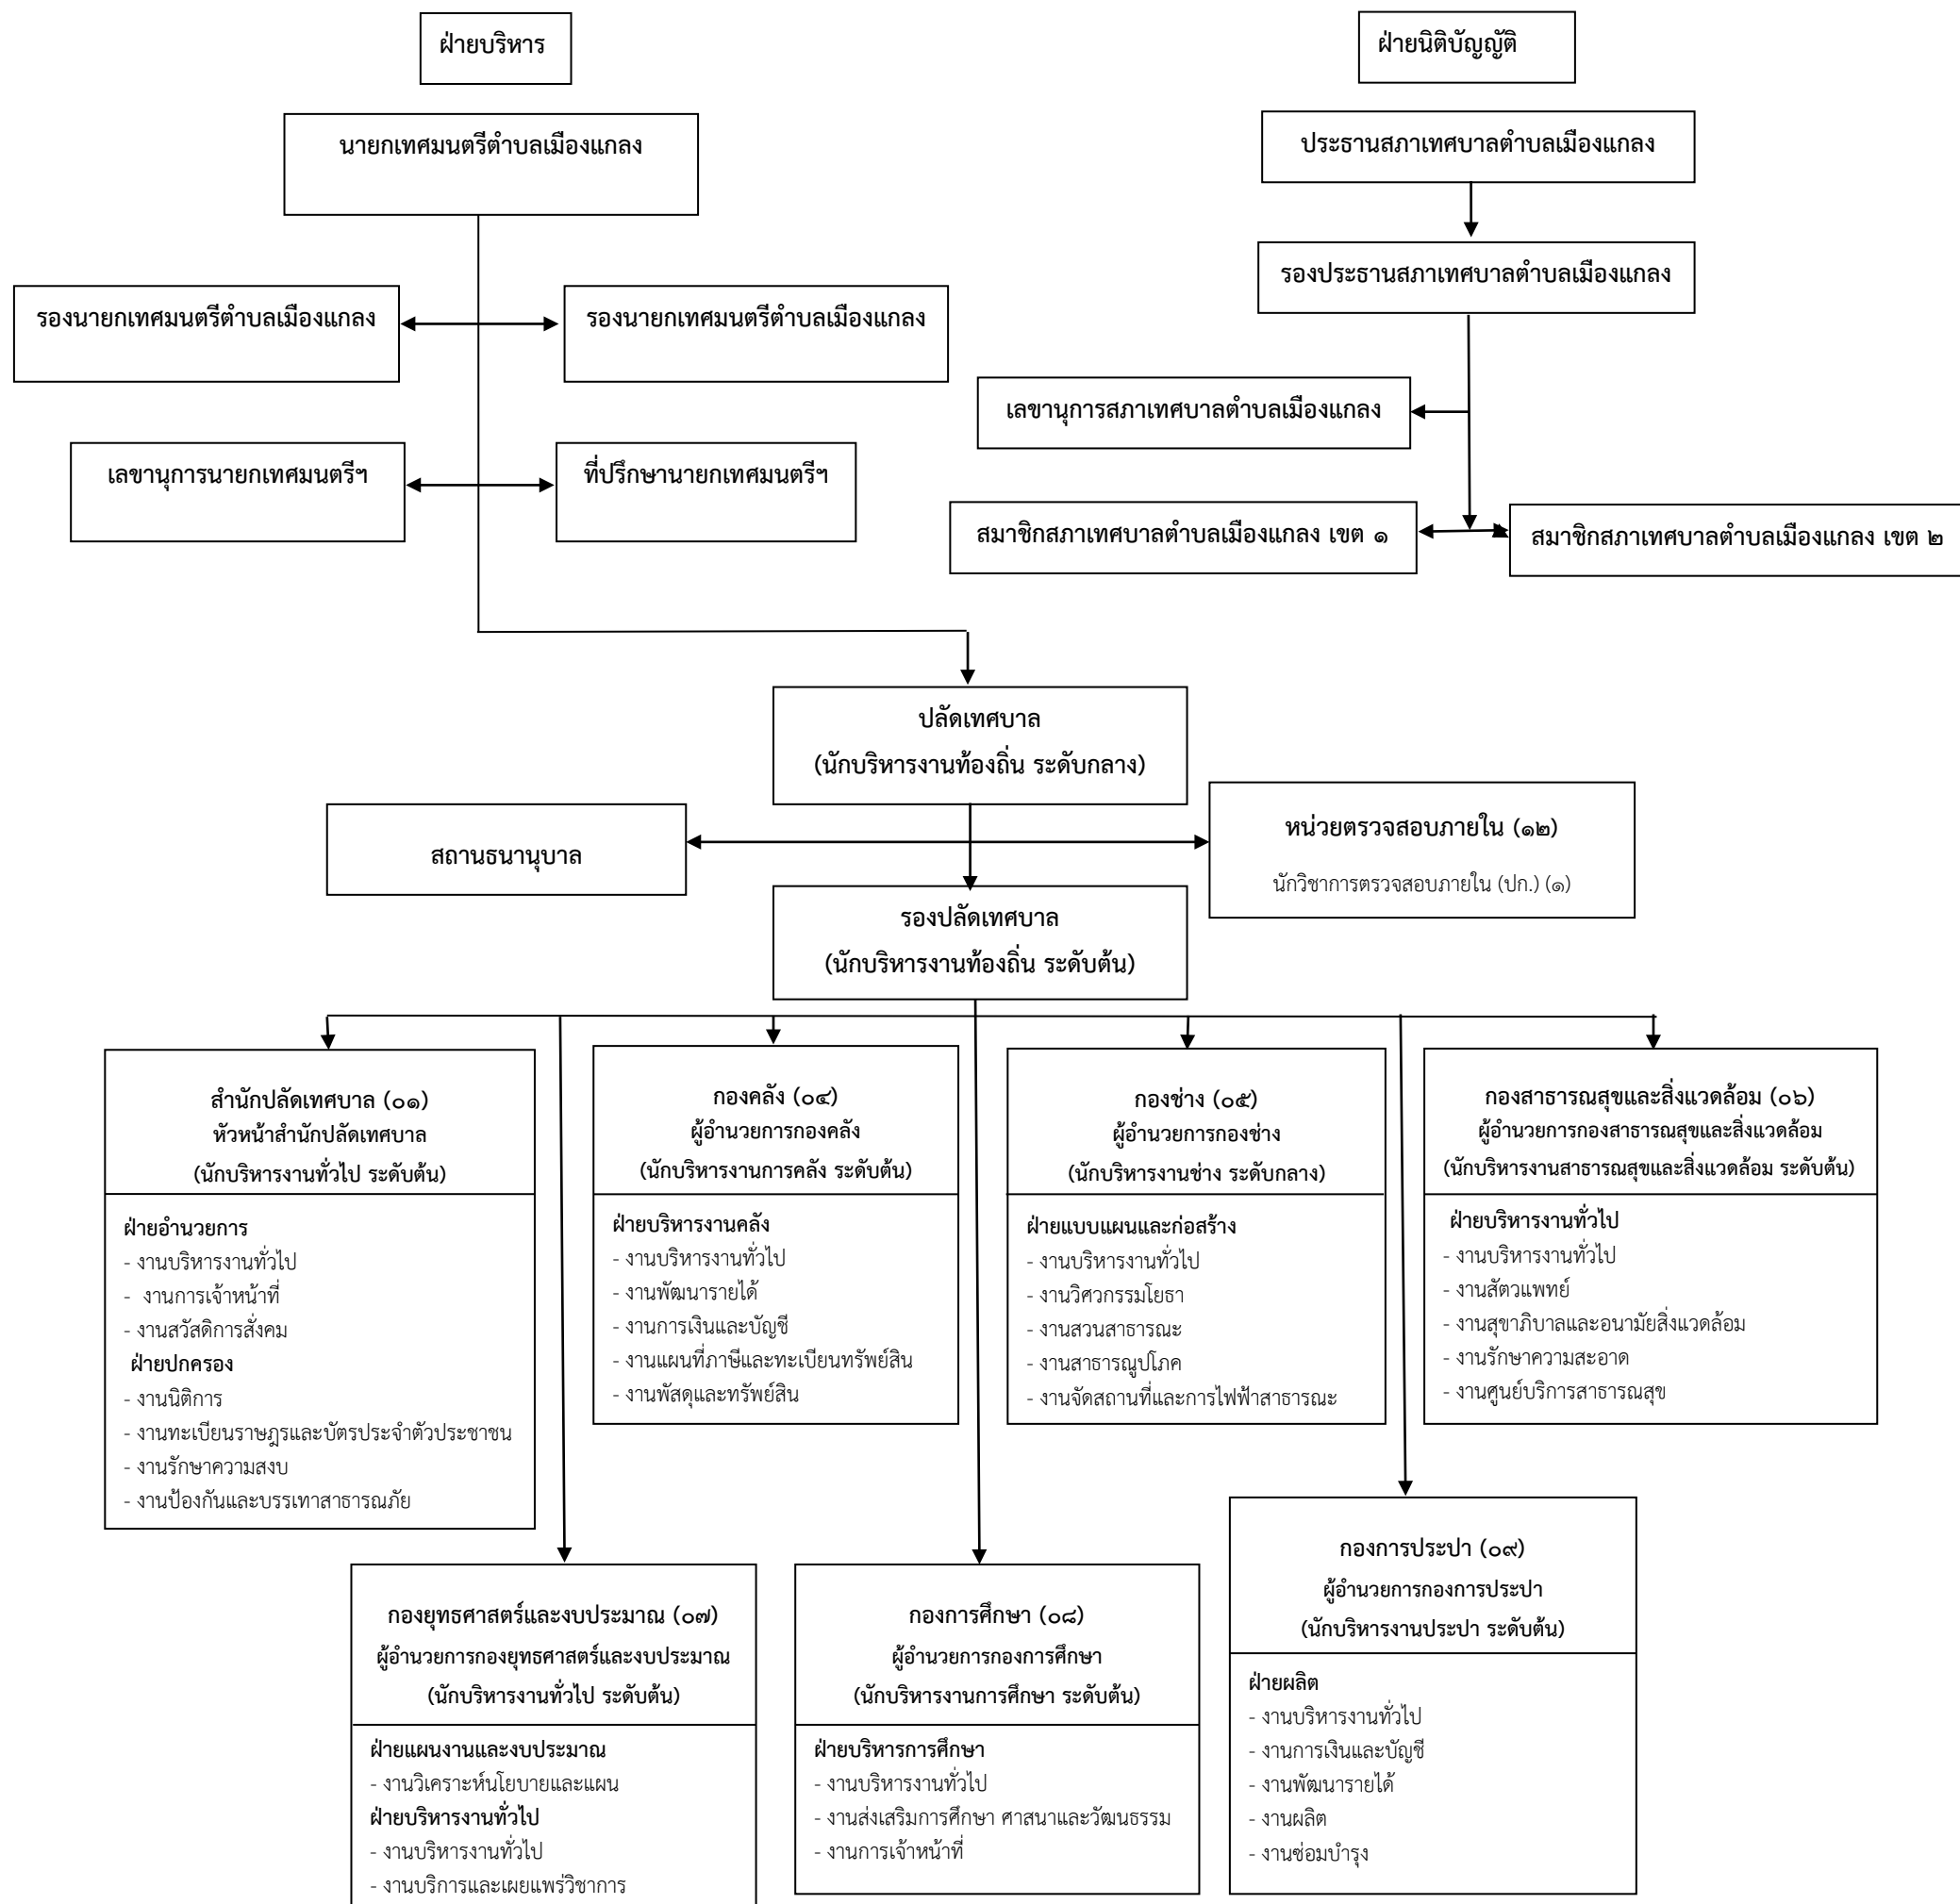 ฝ่ายบริหาร
ฝ่ายนิติบัญญัติ
นายกเทศมนตรีตำบลเมืองแกลง
ประธานสภาเทศบาลตำบลเมืองแกลง
รองประธานสภาเทศบาลตำบลเมืองแกลง
รองนายกเทศมนตรีตำบลเมืองแกลง
รองนายกเทศมนตรีตำบลเมืองแกลง
เลขานุการสภาเทศบาลตำบลเมืองแกลง
เลขานุการนายกเทศมนตรีฯ
ที่ปรึกษานายกเทศมนตรีฯ
สมาชิกสภาเทศบาลตำบลเมืองแกลง เขต ๑
สมาชิกสภาเทศบาลตำบลเมืองแกลง เขต ๒
ปลัดเทศบาล
(นักบริหารงานท้องถิ่น ระดับกลาง)
สถานธนานุบาล
หน่วยตรวจสอบภายใน (๑๒)
นักวิชาการตรวจสอบภายใน (ปก.) (๑)
รองปลัดเทศบาล
(นักบริหารงานท้องถิ่น ระดับต้น)
สำนักปลัดเทศบาล (๐๑)
หัวหน้าสำนักปลัดเทศบาล
(นักบริหารงานทั่วไป ระดับต้น)
ฝ่ายอำนวยการ
- งานบริหารงานทั่วไป
- งานการเจ้าหน้าที่
- งานสวัสดิการสังคม
ฝ่ายปกครอง
- งานนิติการ
- งานทะเบียนราษฎรและบัตรประจำตัวประชาชน
- งานรักษาความสงบ
- งานป้องกันและบรรเทาสาธารณภัย
กองคลัง (๐๔)
ผู้อำนวยการกองคลัง
(นักบริหารงานการคลัง ระดับต้น)
ฝ่ายบริหารงานคลัง
- งานบริหารงานทั่วไป
- งานพัฒนารายได้
- งานการเงินและบัญชี
- งานแผนที่ภาษีและทะเบียนทรัพย์สิน
- งานพัสดุและทรัพย์สิน
กองช่าง (๐๕)
ผู้อำนวยการกองช่าง
(นักบริหารงานช่าง ระดับกลาง)
ฝ่ายแบบแผนและก่อสร้าง
- งานบริหารงานทั่วไป
- งานวิศวกรรมโยธา
- งานสวนสาธารณะ
- งานสาธารณูปโภค
- งานจัดสถานที่และการไฟฟ้าสาธารณะ
กองสาธารณสุขและสิ่งแวดล้อม (๐๖)
ผู้อำนวยการกองสาธารณสุขและสิ่งแวดล้อม
(นักบริหารงานสาธารณสุขและสิ่งแวดล้อม ระดับต้น)
ฝ่ายบริหารงานทั่วไป
- งานบริหารงานทั่วไป
- งานสัตวแพทย์
- งานสุขาภิบาลและอนามัยสิ่งแวดล้อม
- งานรักษาความสะอาด
- งานศูนย์บริการสาธารณสุข
กองยุทธศาสตร์และงบประมาณ (๐๗)
ผู้อำนวยการกองยุทธศาสตร์และงบประมาณ
(นักบริหารงานทั่วไป ระดับต้น)
ฝ่ายแผนงานและงบประมาณ
- งานวิเคราะห์นโยบายและแผน
ฝ่ายบริหารงานทั่วไป
- งานบริหารงานทั่วไป
- งานบริการและเผยแพร่วิชาการ
กองการศึกษา (๐๘)
ผู้อำนวยการกองการศึกษา
(นักบริหารงานการศึกษา ระดับต้น)
ฝ่ายบริหารการศึกษา
- งานบริหารงานทั่วไป
- งานส่งเสริมการศึกษา ศาสนาและวัฒนธรรม
- งานการเจ้าหน้าที่
กองการประปา (๐๙)
ผู้อำนวยการกองการประปา
(นักบริหารงานประปา ระดับต้น)
ฝ่ายผลิต
- งานบริหารงานทั่วไป
- งานการเงินและบัญชี
- งานพัฒนารายได้
- งานผลิต
- งานซ่อมบำรุง